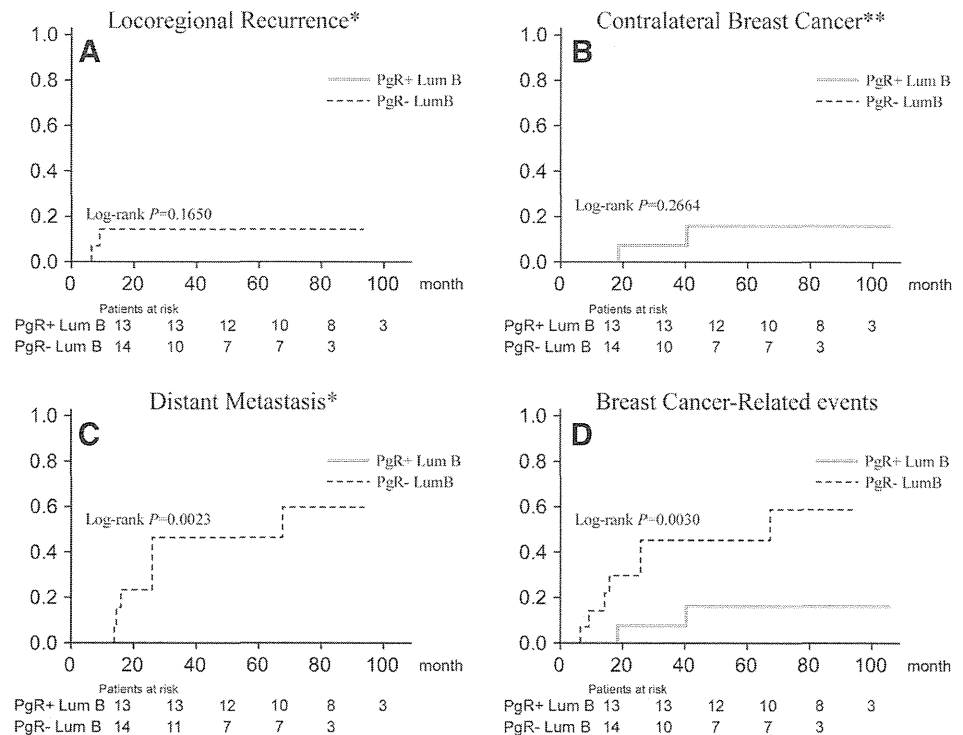 Locoregional Recurrence*
A
1.0
0.8
0.6
0.4
0.2
0.0
PgR+ Lum B
PgR- LumB
Log-rank P=0.1650
0 20 40 60 80 100 month
Patients at risk
PgR+ Lum B 13 13 12 10 8 3
PgR- Lum B 14 10 7 7 3
Contralateral Breast Cancer**
B
1.0
0.8
0.6
0.4
0.2
0.0
PgR+ Lum B
PgR- LumB
Log-rank P=0.2664
0 20 40 60 80 100 month
Patients at risk
PgR+ Lum B 13 13 12 10 8 3
PgR- Lum B 14 10 7 7 3
Distant Metastasis*
C
1.0
0.8
0.6
0.4
0.2
0.0
PgR+ Lum B
PgR- LumB
Log-rank P=0.0023
0 20 40 60 80 100 month
Patients at risk
PgR+ Lum B 13 13 12 10 8 3
PgR- Lum B 14 11 7 7 3
Breast Cancer-Related events
D
1.0
0.8
0.6
0.4
0.2
0.0
PgR+ Lum B
PgR- LumB
Log-rank P=0.0030
0 20 40 60 80 100 month
Patients at risk
PgR+ Lum B 13 13 12 10 8 3
PgR- Lum B 14 10 7 7 3